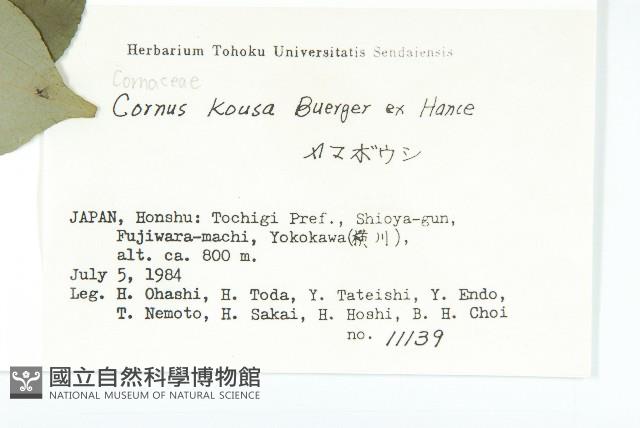 Herbarium Tohoku Universitatis Sendaiensis
Cornaceae
Cornus kousa Buerger ex Hance
ヤマボウシ
JAPAN, Honshu: Tochigi Pref., Shioya-gun,
Fujiwara-machi, Yokokawa(横川),
alt. ca. 800 m.
July 5, 1984
Leg. H. Ohashi, H. Toda, Y. Tateishi, Y. Endo,
T. Nemoto, H. Sakai, H. Hoshi, B. H. Choi
no. 11139
國立自然科學博物館
NATIONAL MUSEUM OF NATURAL SCIENCE